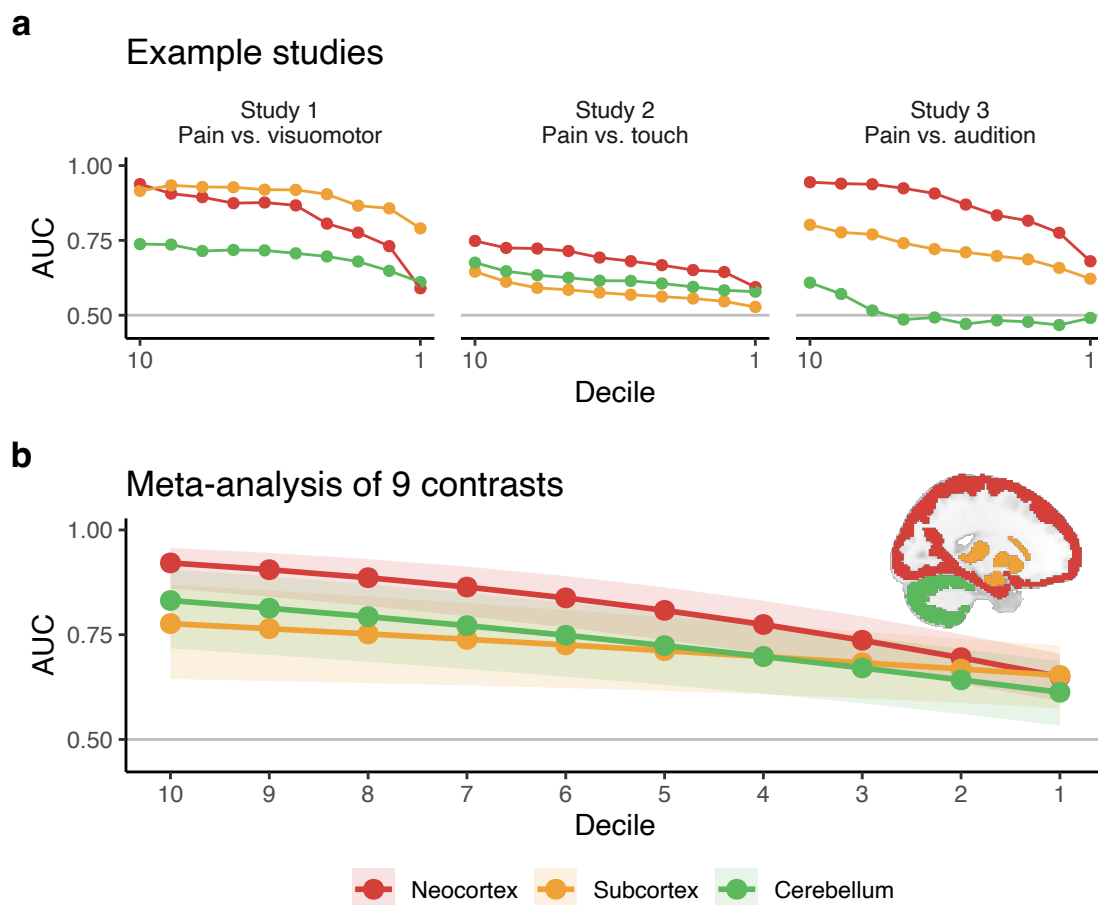 a
Example studies
Study 1
Pain vs. visuomotor
Study 2
Pain vs. touch
Study 3
Pain vs. audition
1.00
0.75
0.50
AUC
10 1
10 1
10 1
Decile
b
Meta-analysis of 9 contrasts
1.00
0.75
0.50
AUC
10 9 8 7 6 5 4 3 2 1
Decile
Neocortex Subcortex Cerebellum